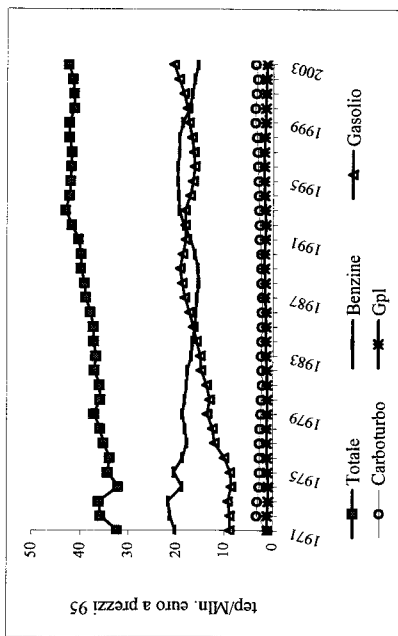 tep/Mln. euro a prezzi 95
50
40
30
20
10
0
1971
1975
1979
1983
1987
1991
1995
1999
2003
Totale
Benzine
Gasolio
Carboturbo
Gpl